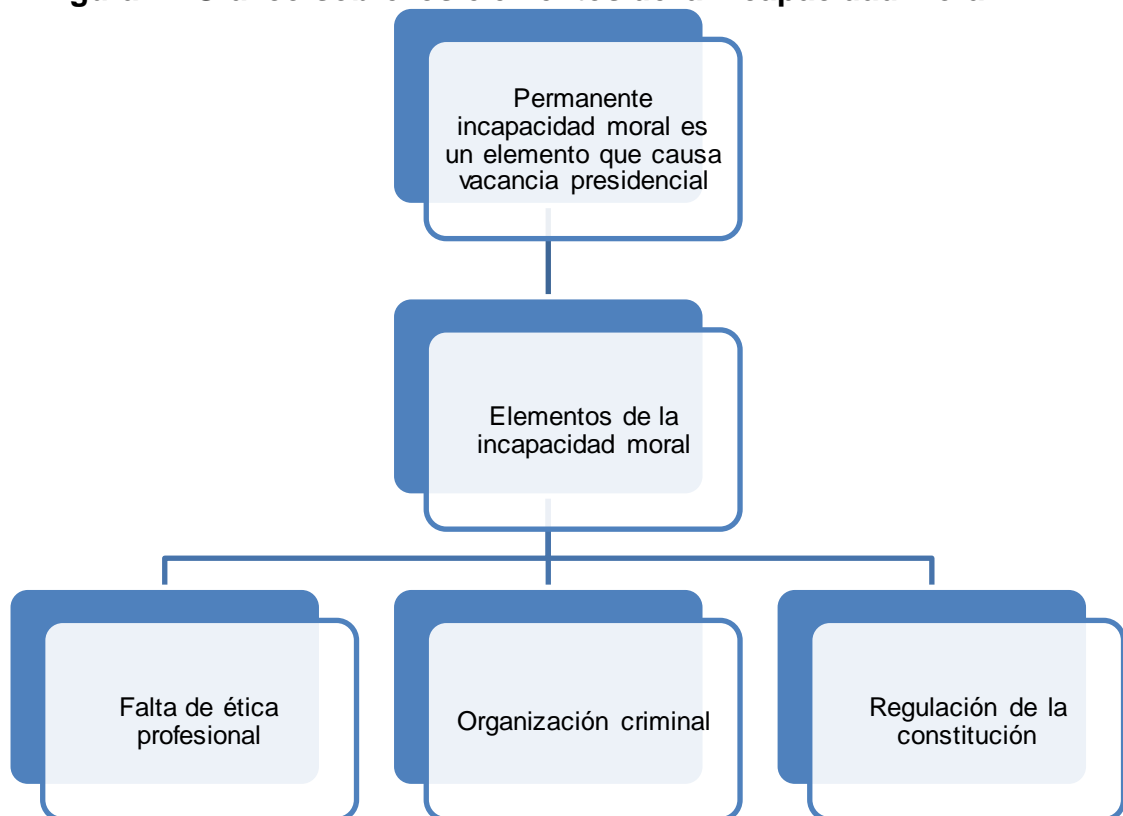 Permanente
incapacidad moral es
un elemento que causa
vacancia presidencial
Elementos de la
incapacidad moral
Falta de ética
profesional
Organización criminal
Regulación de la
constitución